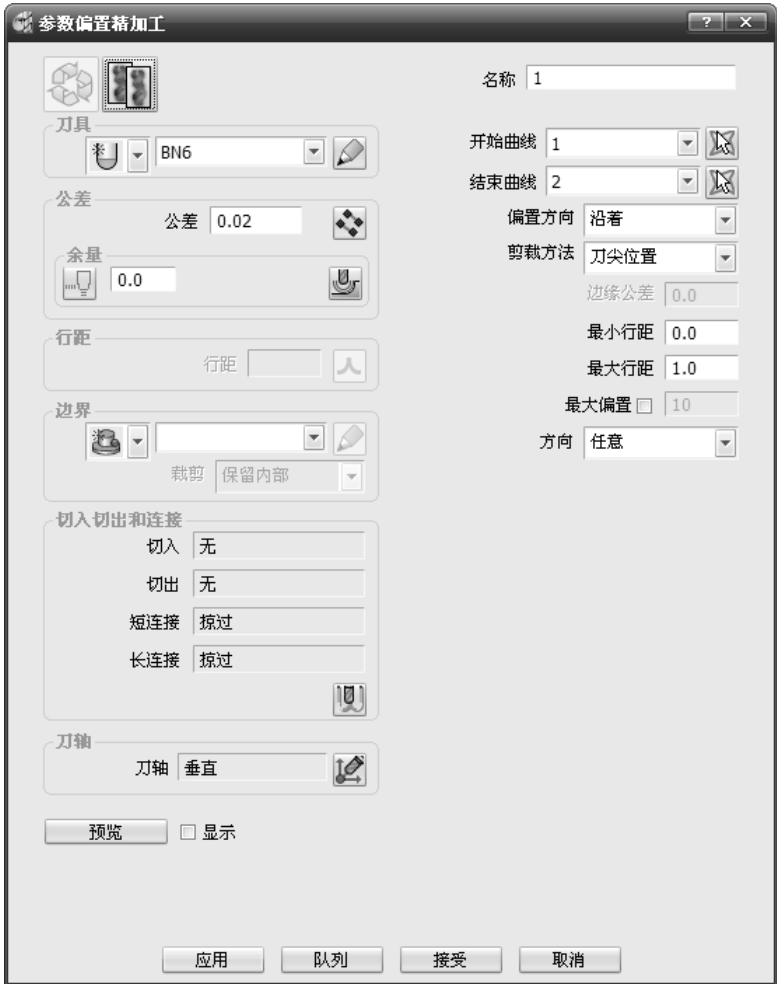 参数偏置精加工
名称 1
刀具
BN6
公差
公差 0.02
余量
0.0
行距
行距
边界
裁剪 保留内部
切入切出和连接
切入 无
切出 无
短连接 掠过
长连接 掠过
刀轴
刀轴 垂直
预览 显示
开始曲线 1
结束曲线 2
偏置方向 沿着
剪裁方法 刀尖位置
边缘公差 0.0
最小行距 0.0
最大行距 1.0
最大偏置 10
方向 任意
应用 队列 接受 取消